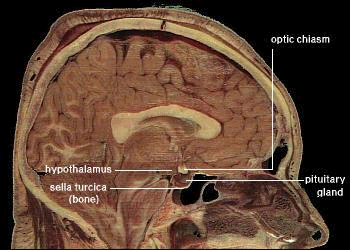 optic chiasm
hypothalamus
pituitary
gland
sella turcica
(bone)